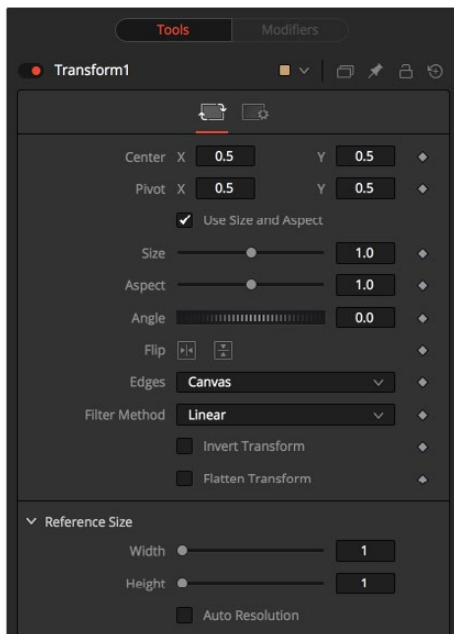 Tools Modifiers
Transform1
Center X 0.5 Y 0.5
Pivot X 0.5 Y 0.5
Use Size and Aspect
Size 1.0
Aspect 1.0
Angle 0.0
Flip
Edges Canvas
Filter Method Linear
Invert Transform
Flatten Transform
Reference Size
Width 1
Height 1
Auto Resolution